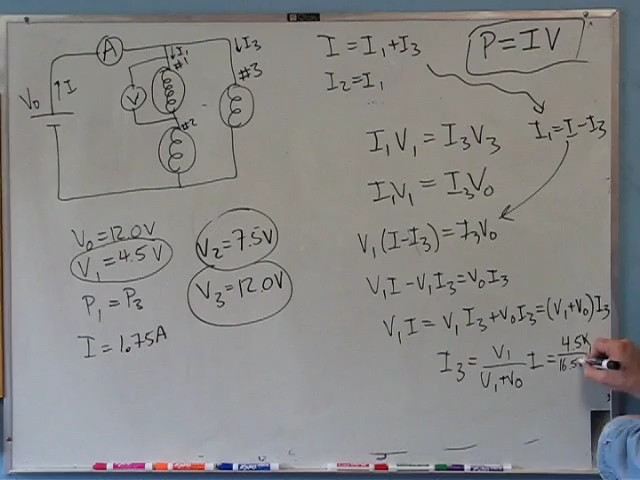 A
I
V₀
I₁
#1
V
#2
I₃
#3
V₀=12.0V
V₁=4.5V
P₁=P₃
I=1.75A
V₂=7.5V
V₃=12.0V
I=I₁+I₃
I₂=I₁
P=IV
I₁=I-I₃
I₁V₁=I₃V₃
I₁V₁=I₃V₀
V₁(I-I₃)=I₃V₀
V₁I-V₁I₃=V₀I₃
V₁I=V₁I₃+V₀I₃=(V₁+V₀)I₃
I₃=V₁/(V₁+V₀) I=4.5V/16.5